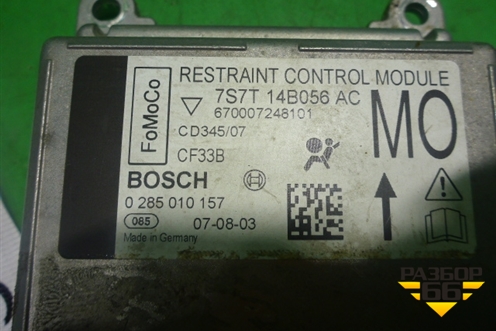 RESTRAINT CONTROL MODULE
FoMoCo
7S7T 14B056 AC
670007248101
MO
CD345/07
CF33B
BOSCH
0 285 010 157
085
07-08-03
Made in Germany
РАЗБОР
66